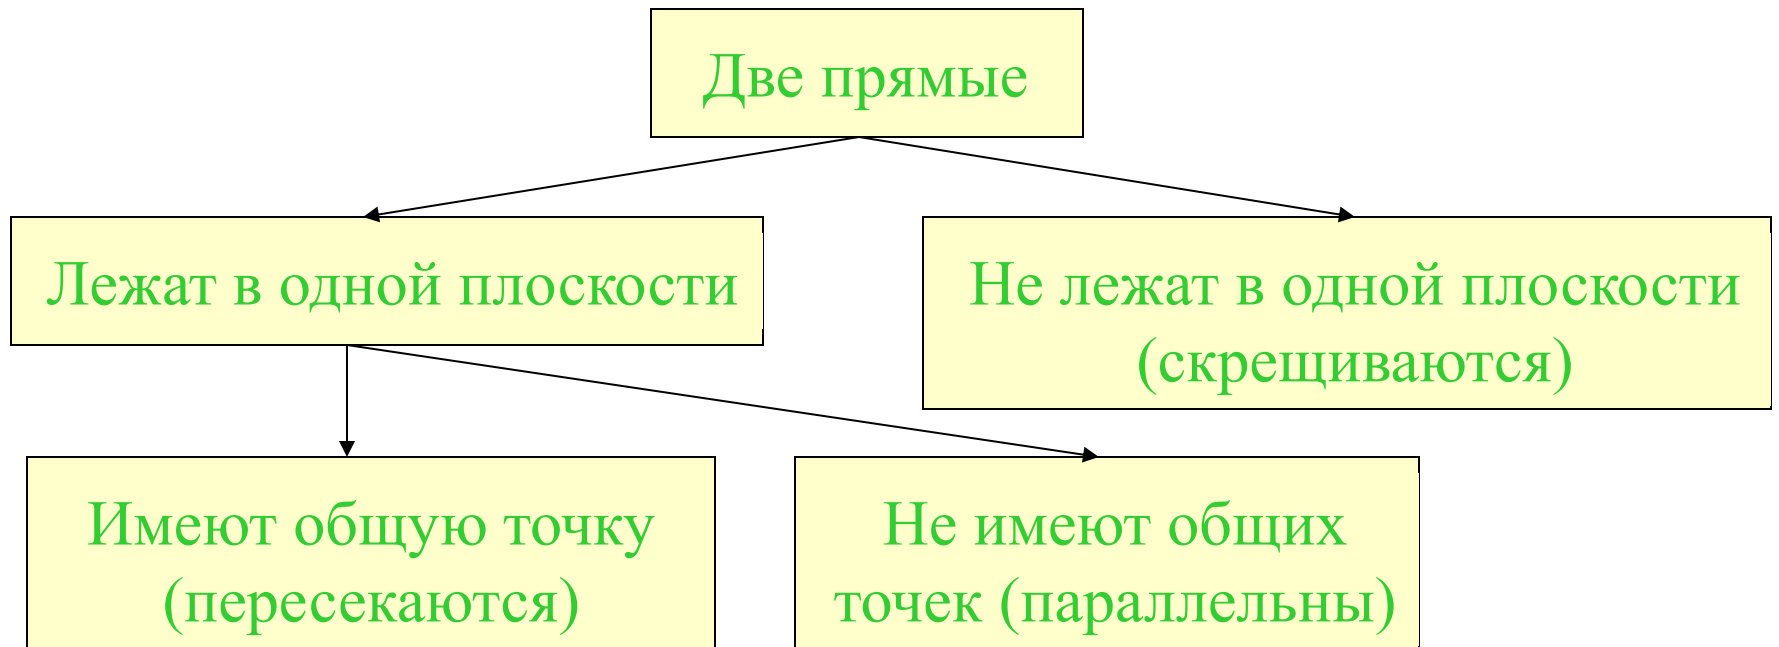 Две прямые
Лежат в одной плоскости
Не лежат в одной плоскости
(скрещиваются)
Имеют общую точку
(пересекаются)
Не имеют общих
точек (параллельны)